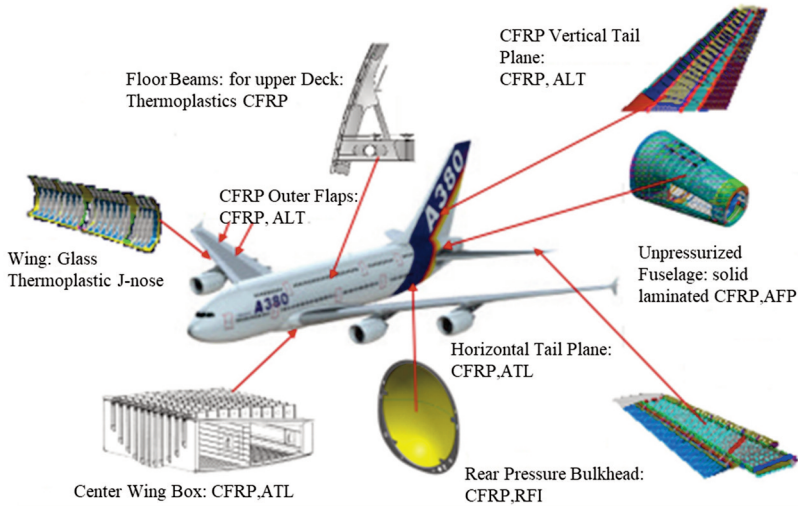 CFRP Vertical Tail
Plane:
CFRP, ALT
Floor Beams: for upper Deck:
Thermoplastics CFRP
CFRP Outer Flaps:
CFRP, ALT
Wing: Glass
Thermoplastic J-nose
A380
A380
Unpressurized
Fuselage: solid
laminated CFRP,AFP
Horizontal Tail Plane:
CFRP,ATL
Center Wing Box: CFRP,ATL
Rear Pressure Bulkhead:
CFRP,RFI